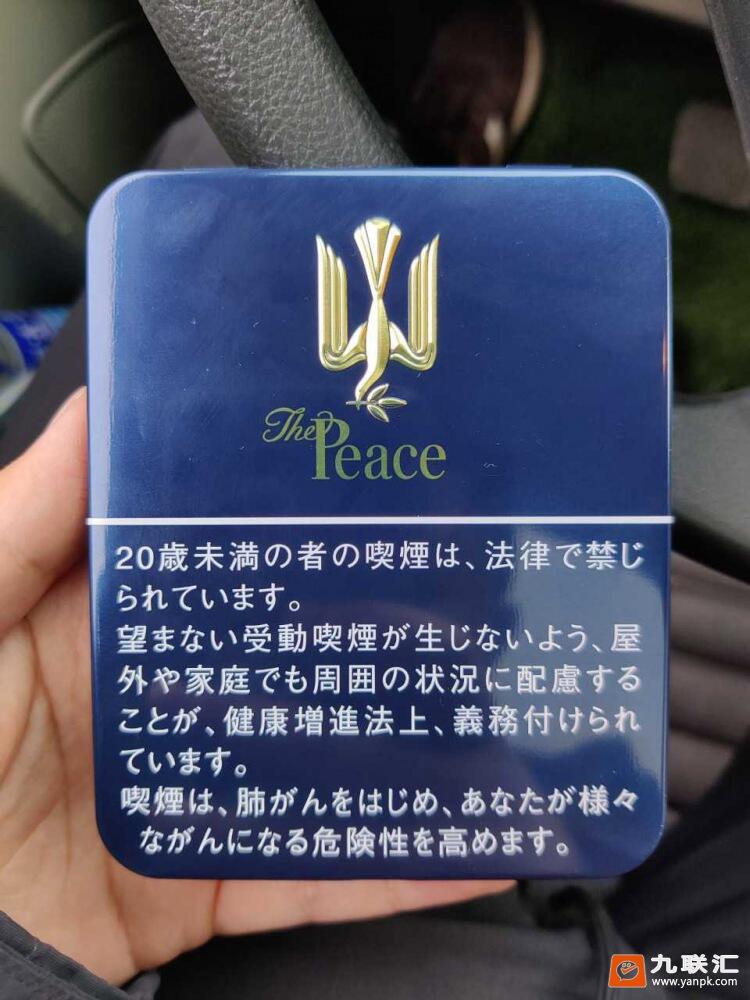 The Peace
20歳未満の者の喫煙は、法律で禁じ
られています。
望まない受動喫煙が生じないよう、屋
外や家庭でも周囲の状況に配慮する
ことが、健康増進法上、義務付けられ
ています。
喫煙は、肺がんをはじめ、あなたが様々
ながんになる危険性を高めます。
九联汇
www.yanpk.com